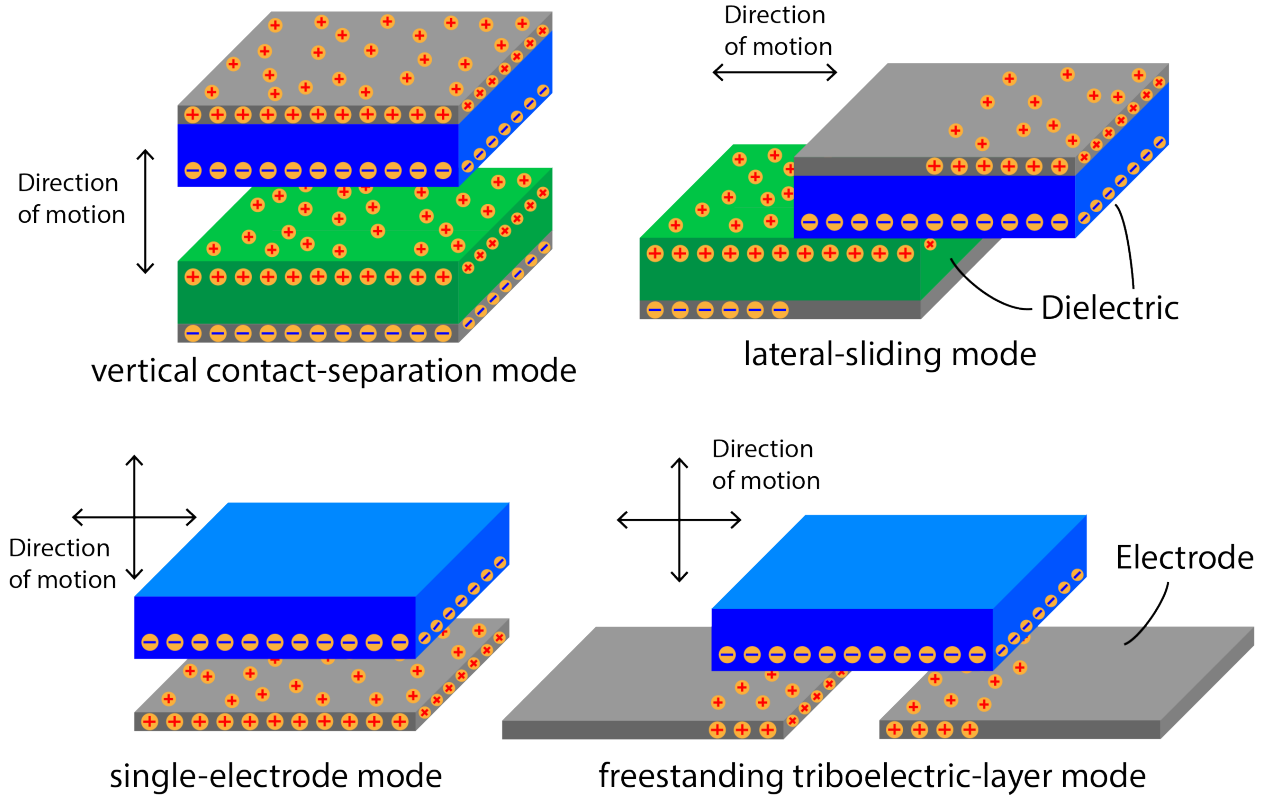 Direction
of motion
vertical contact-separation mode
Direction
of motion
Dielectric
lateral-sliding mode
Direction
of motion
single-electrode mode
Direction
of motion
Electrode
freestanding triboelectric-layer mode